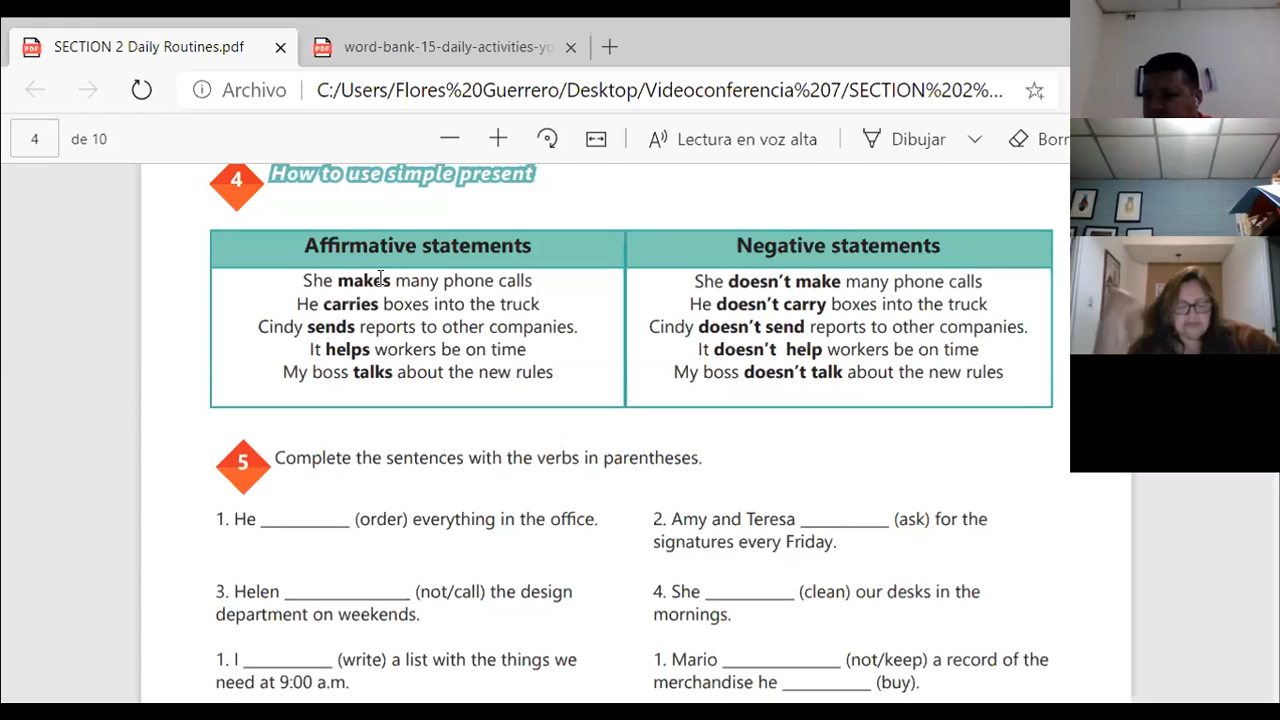 SECTION 2 Daily Routines.pdf
word-bank-15-daily-activities-yo
Archivo
C:/Users/Flores%20Guerrero/Desktop/Videoconferencia%207/SECTION%202%...
4
de 10
Lectura en voz alta
Dibujar
Bor
4
How to use simple present
Affirmative statements
She makes many phone calls
He carries boxes into the truck
Cindy sends reports to other companies.
It helps workers be on time
My boss talks about the new rules
Negative statements
She doesn't make many phone calls
He doesn't carry boxes into the truck
Cindy doesn't send reports to other companies.
It doesn't help workers be on time
My boss doesn't talk about the new rules
5
Complete the sentences with the verbs in parentheses.
1. He _________ (order) everything in the office.
2. Amy and Teresa _________ (ask) for the
signatures every Friday.
3. Helen _____________ (not/call) the design
department on weekends.
4. She _________ (clean) our desks in the
mornings.
1. I _________ (write) a list with the things we
need at 9:00 a.m.
1. Mario ____________ (not/keep) a record of the
merchandise he _________ (buy).